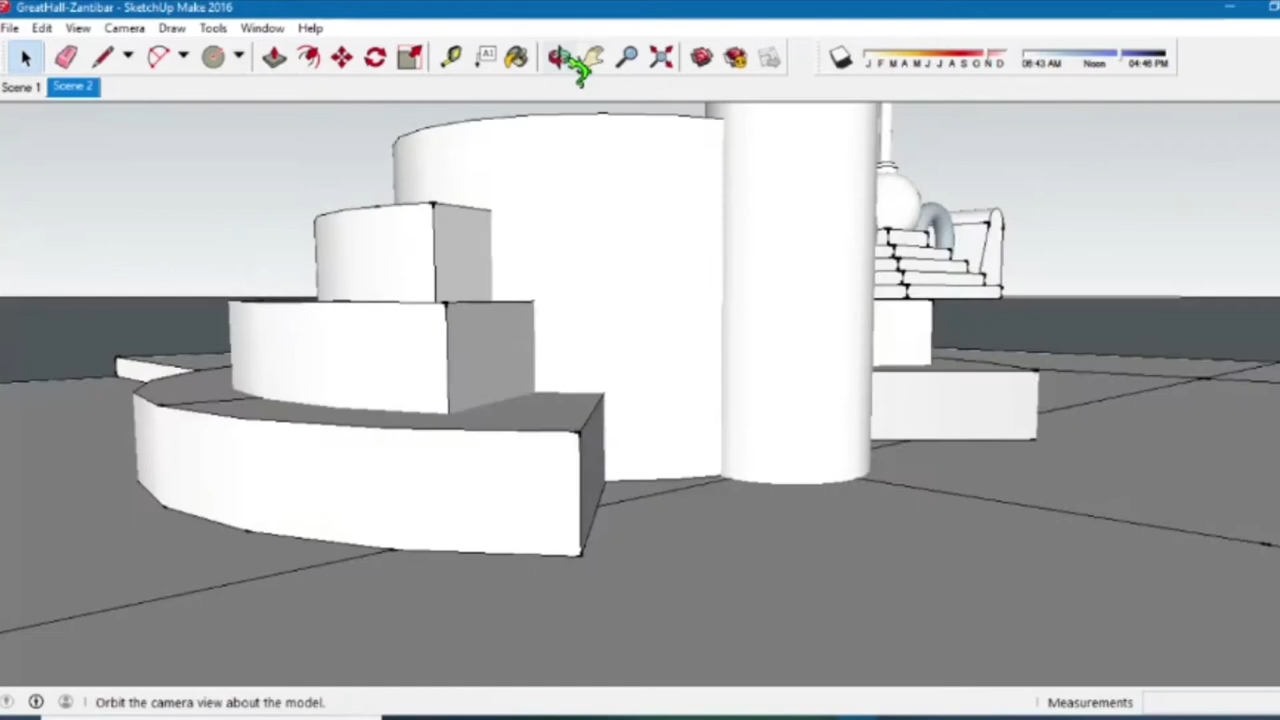 GreatHall-Zantibar - SketchUp Make 2016
File Edit View Camera Draw Tools Window Help
A1
J F M A M J J A S O N D
06:43 AM Noon 04:46 PM
Scene 1 Scene 2
Orbit the camera view about the model.
Measurements